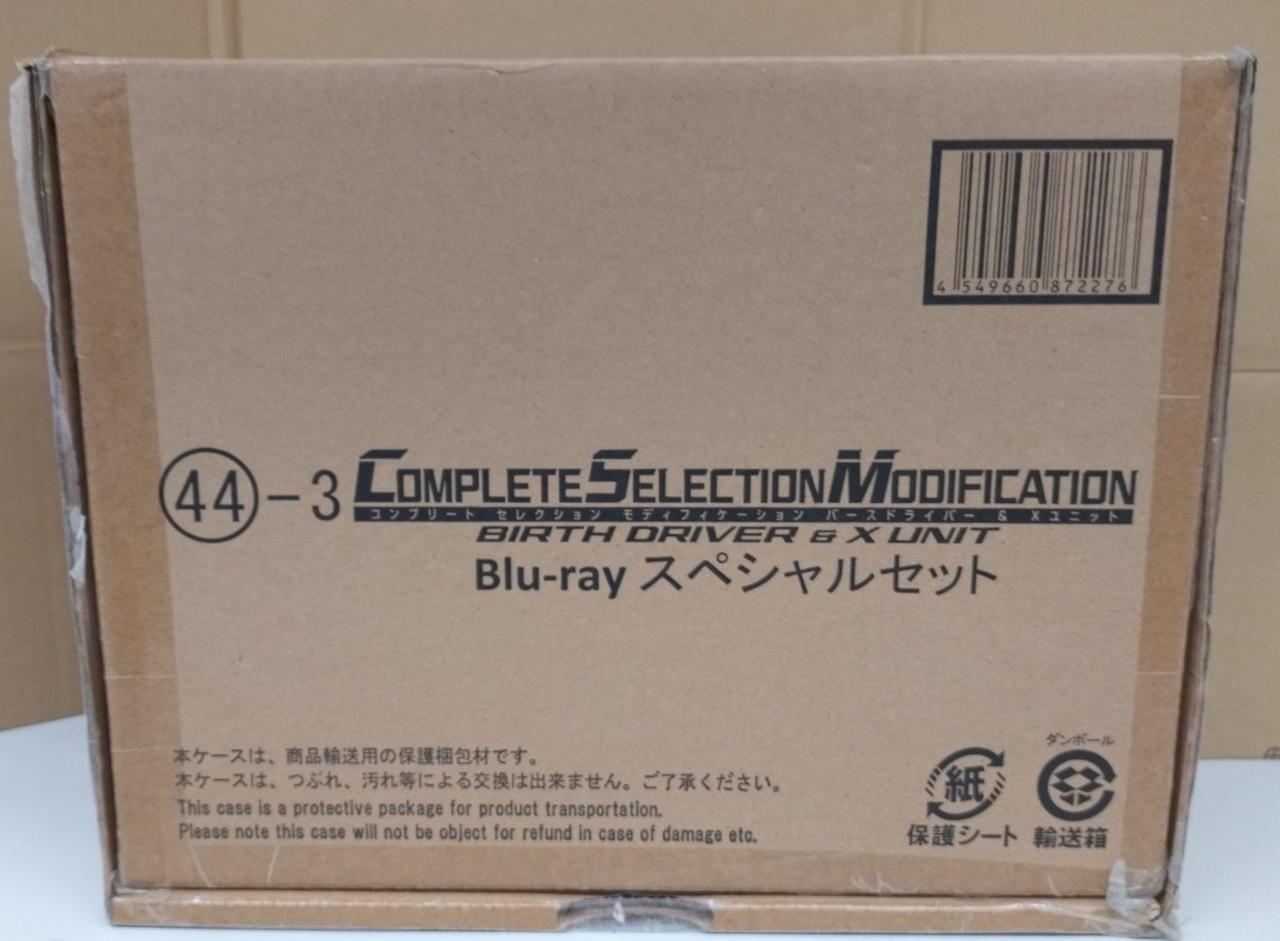 4 549660 872276
44-3 COMPLETE SELECTION MODIFICATION
コンプリート セレクション モディフィケーション バースドライバー & Xユニット
BIRTH DRIVER & X UNIT
Blu-ray スペシャルセット
本ケースは、商品輸送用の保護梱包材です。
本ケースは、つぶれ、汚れ等による交換は出来ません。ご了承ください。
This case is a protective package for product transportation.
Please note this case will not be object for refund in case of damage etc.
紙
保護シート
ダンボール
輸送箱